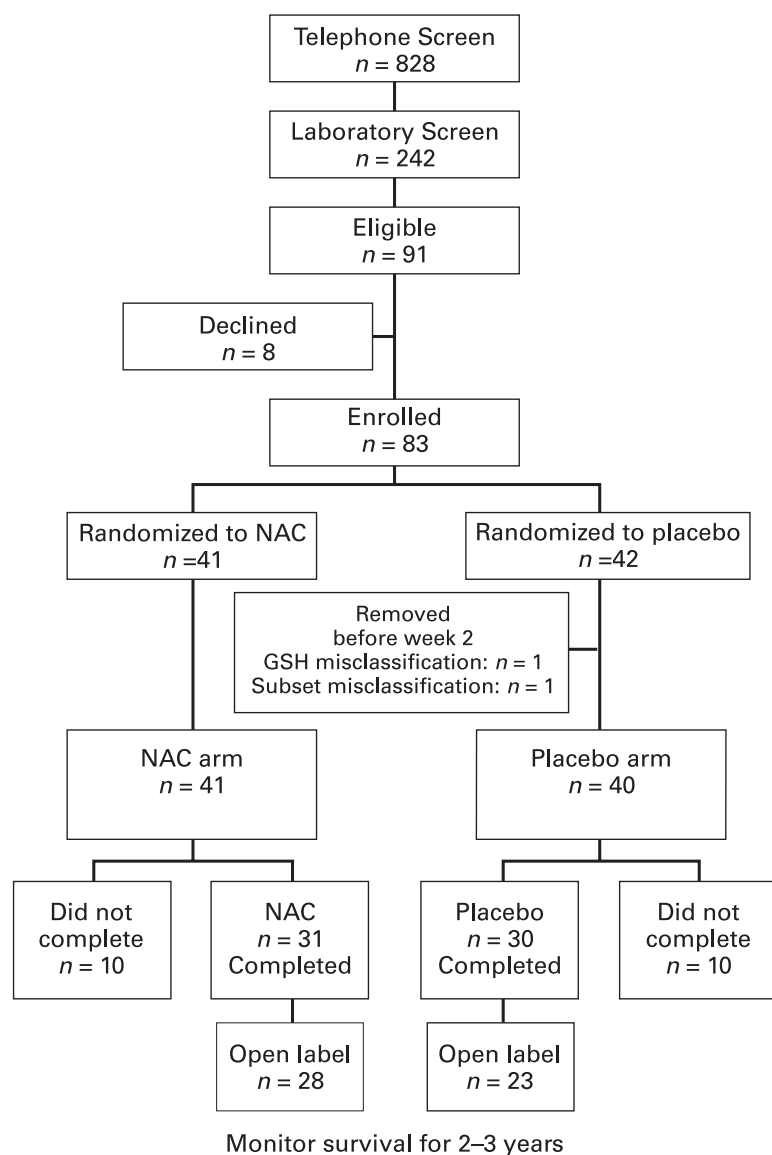 Telephone Screen
n = 828
Laboratory Screen
n = 242
Eligible
n = 91
Declined
n = 8
Enrolled
n = 83
Randomized to NAC
n =41
Randomized to placebo
n =42
Removed
before week 2
GSH misclassification: n = 1
Subset misclassification: n = 1
NAC arm
n = 41
Placebo arm
n = 40
Did not
complete
n = 10
NAC
n = 31
Completed
Placebo
n = 30
Completed
Did not
complete
n = 10
Open label
n = 28
Open label
n = 23
Monitor survival for 2–3 years